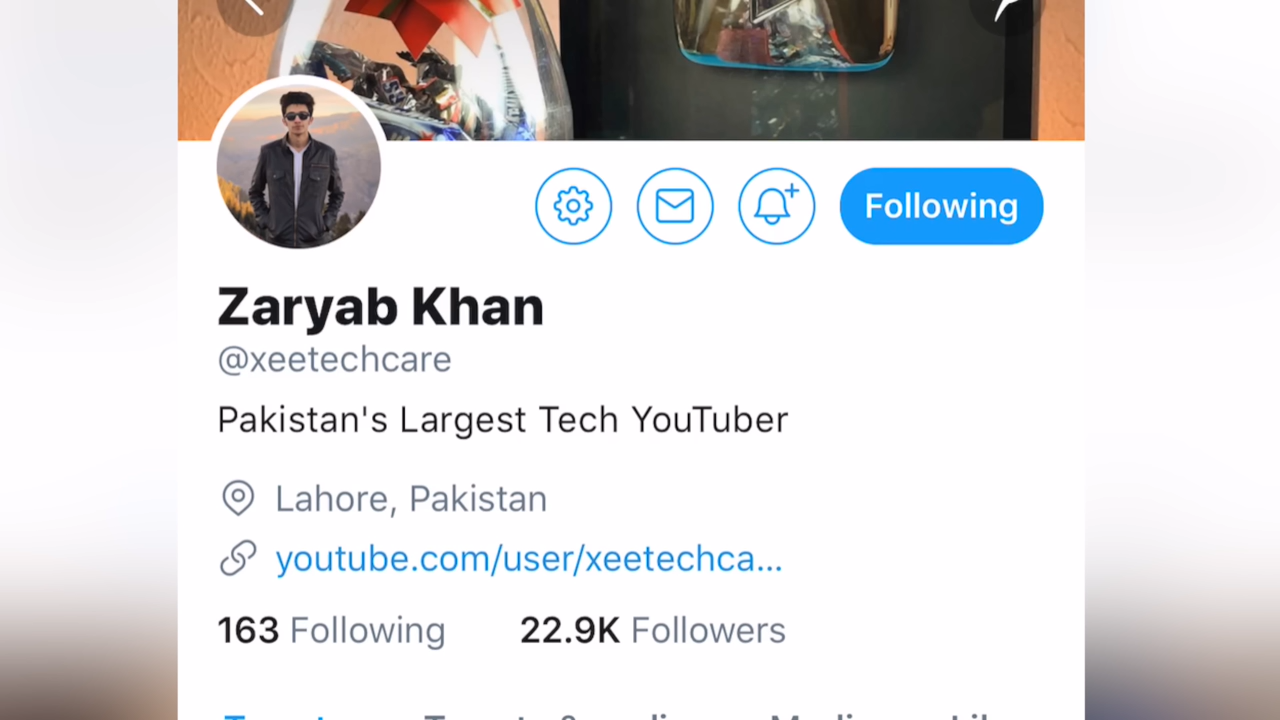 Following
Zaryab Khan
@xeetechcare
Pakistan's Largest Tech YouTuber
Lahore, Pakistan
youtube.com/user/xeetechca...
163 Following 22.9K Followers